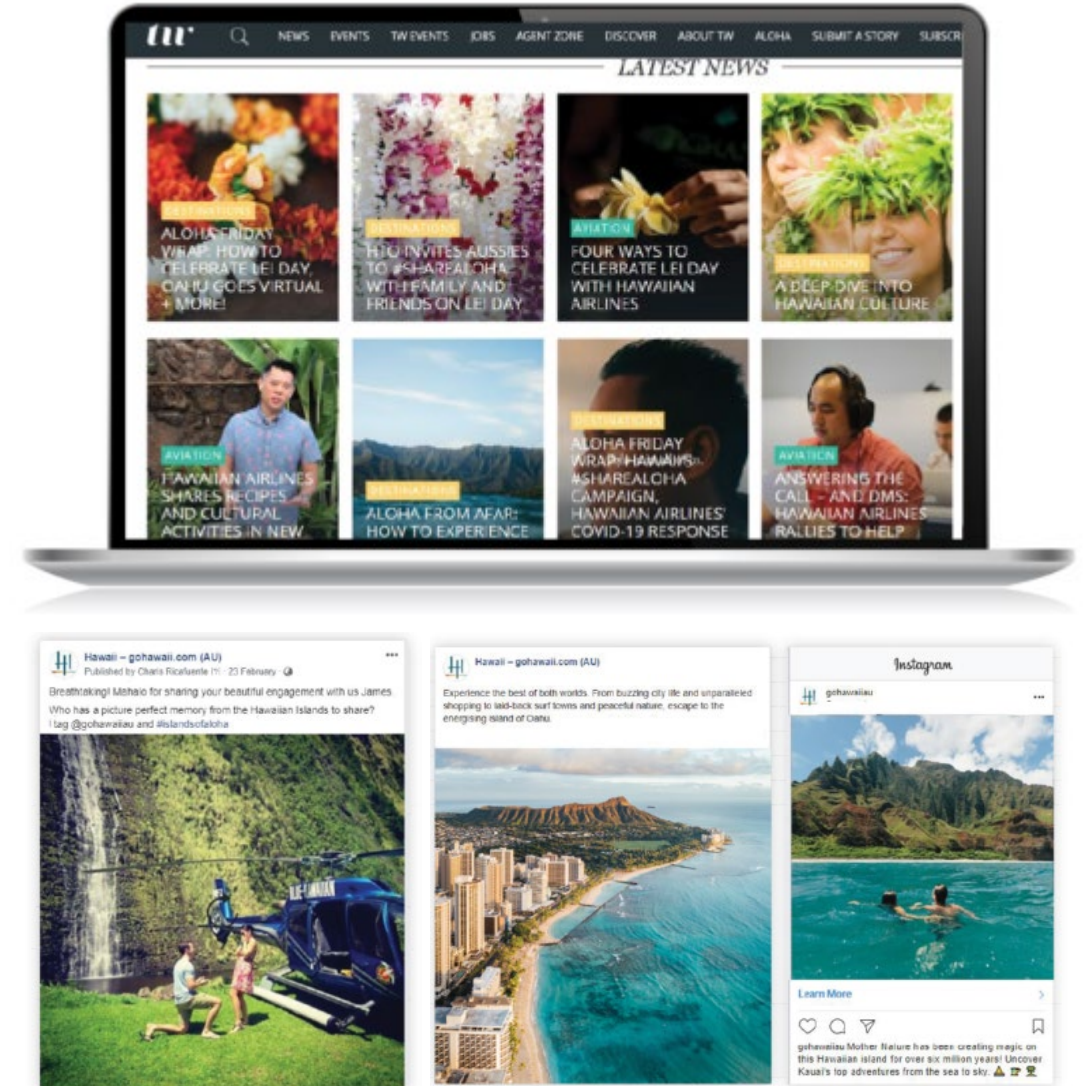 tw
NEWS EVENTS TW EVENTS JOBS AGENT ZONE DISCOVER ABOUT TW ALOHA SUBMIT A STORY SUBSCRI
LATEST NEWS
DESTINATIONS
ALOHA FRIDAY
WRAP: HOW TO
CELEBRATE LEI DAY,
OAHU GOES VIRTUAL
+ MORE!
DESTINATIONS
HTO INVITES AUSSIES
TO #SHAREALOHA
WITH FAMILY AND
FRIENDS ON LEI DAY
AVIATION
FOUR WAYS TO
CELEBRATE LEI DAY
WITH HAWAIIAN
AIRLINES
DESTINATIONS
A DEEP DIVE INTO
HAWAIIAN CULTURE
AVIATION
HAWAIIAN AIRLINES
SHARES RECIPES
AND CULTURAL
ACTIVITIES IN NEW
DESTINATIONS
ALOHA FROM AFAR:
HOW TO EXPERIENCE
DESTINATIONS
ALOHA FRIDAY
WRAP: HAWAII'S
#SHAREALOHA
CAMPAIGN,
HAWAIIAN AIRLINES'
COVID-19 RESPONSE
AVIATION
ANSWERING THE
CALL – AND DMS:
HAWAIIAN AIRLINES
RALLIES TO HELP
Hawaii – gohawaii.com (AU)
Published by Charis Ricafuente · 23 February ·
Breathtaking! Mahalo for sharing your beautiful engagement with us James.
Who has a picture perfect memory from the Hawaiian Islands to share?
tag @gohawaiiau and #islandsofaloha
BLUE HAWAIIAN
Hawaii – gohawaii.com (AU)
Experience the best of both worlds. From buzzing city life and unparalleled
shopping to laid-back surf towns and peaceful nature, escape to the
energising island of Oahu.
Instagram
gohawaiiau
Learn More
gohawaiiau Mother Nature has been creating magic on
this Hawaiian island for over six million years! Uncover
Kauai's top adventures from the sea to sky.